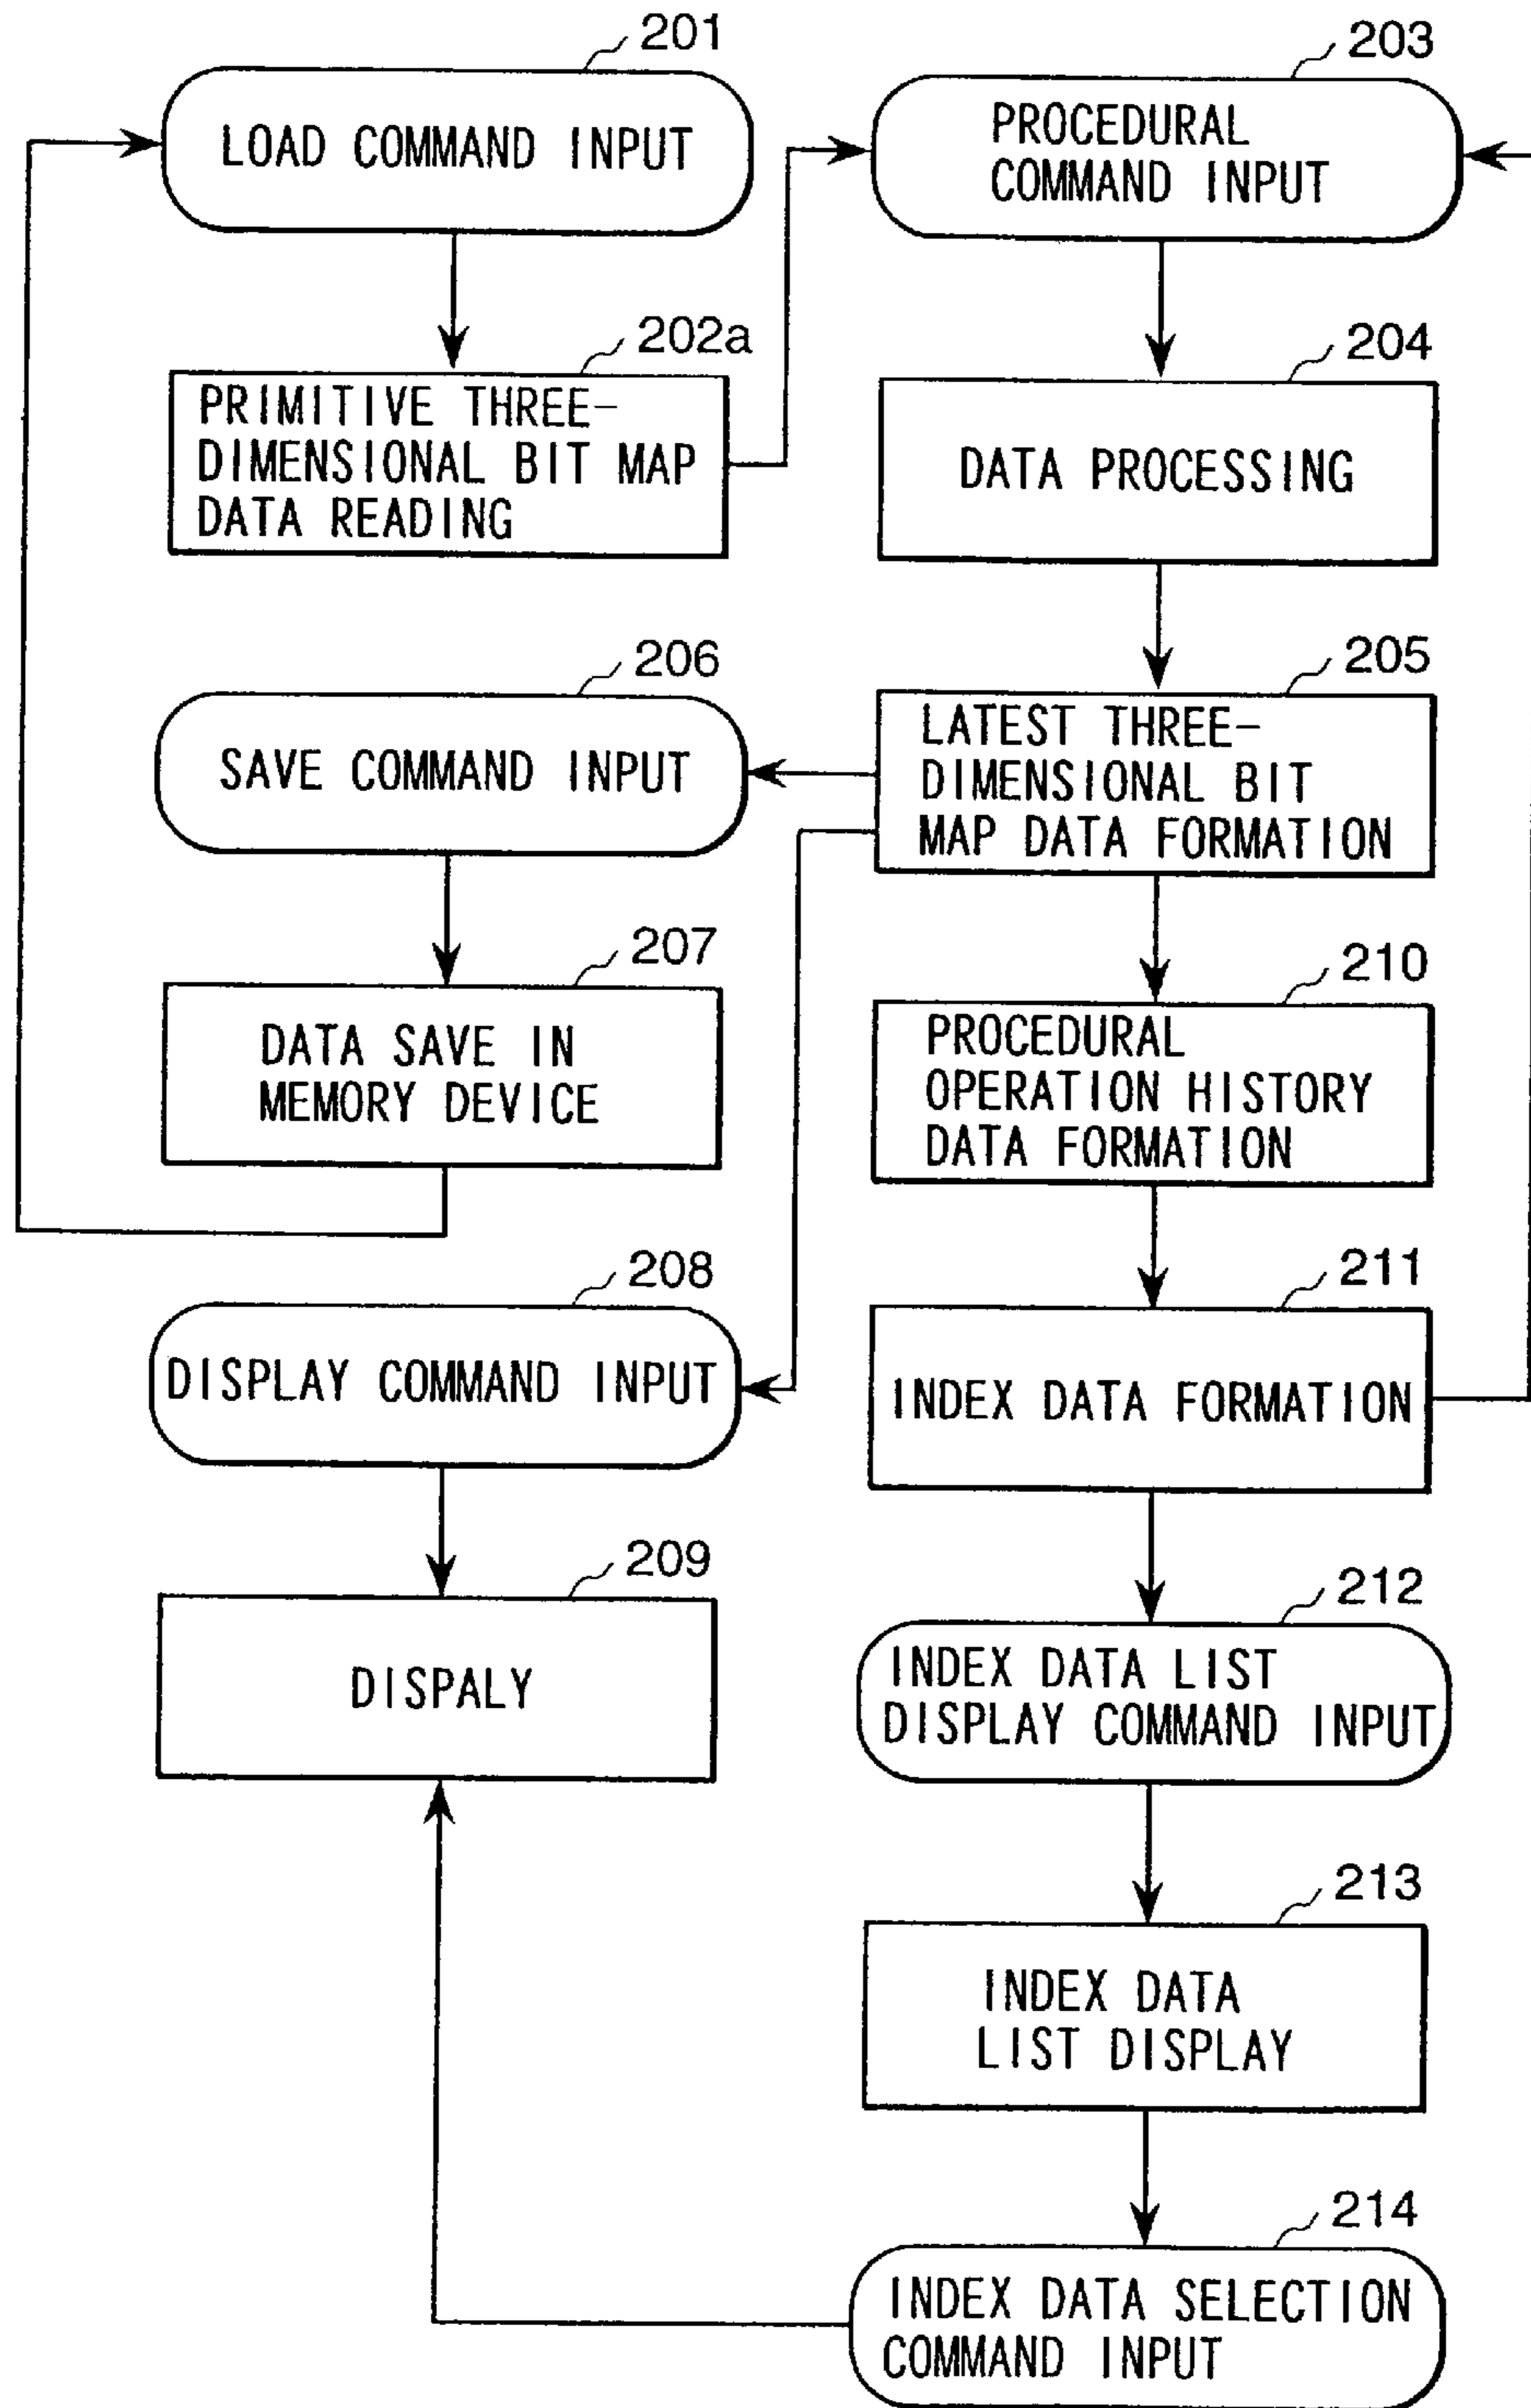 201
LOAD COMMAND INPUT
202a
PRIMITIVE THREE-
DIMENSIONAL BIT MAP
DATA READING
203
PROCEDURAL
COMMAND INPUT
204
DATA PROCESSING
205
LATEST THREE-
DIMENSIONAL BIT
MAP DATA FORMATION
206
SAVE COMMAND INPUT
207
DATA SAVE IN
MEMORY DEVICE
208
DISPLAY COMMAND INPUT
209
DISPALY
210
PROCEDURAL
OPERATION HISTORY
DATA FORMATION
211
INDEX DATA FORMATION
212
INDEX DATA LIST
DISPLAY COMMAND INPUT
213
INDEX DATA
LIST DISPLAY
214
INDEX DATA SELECTION
COMMAND INPUT